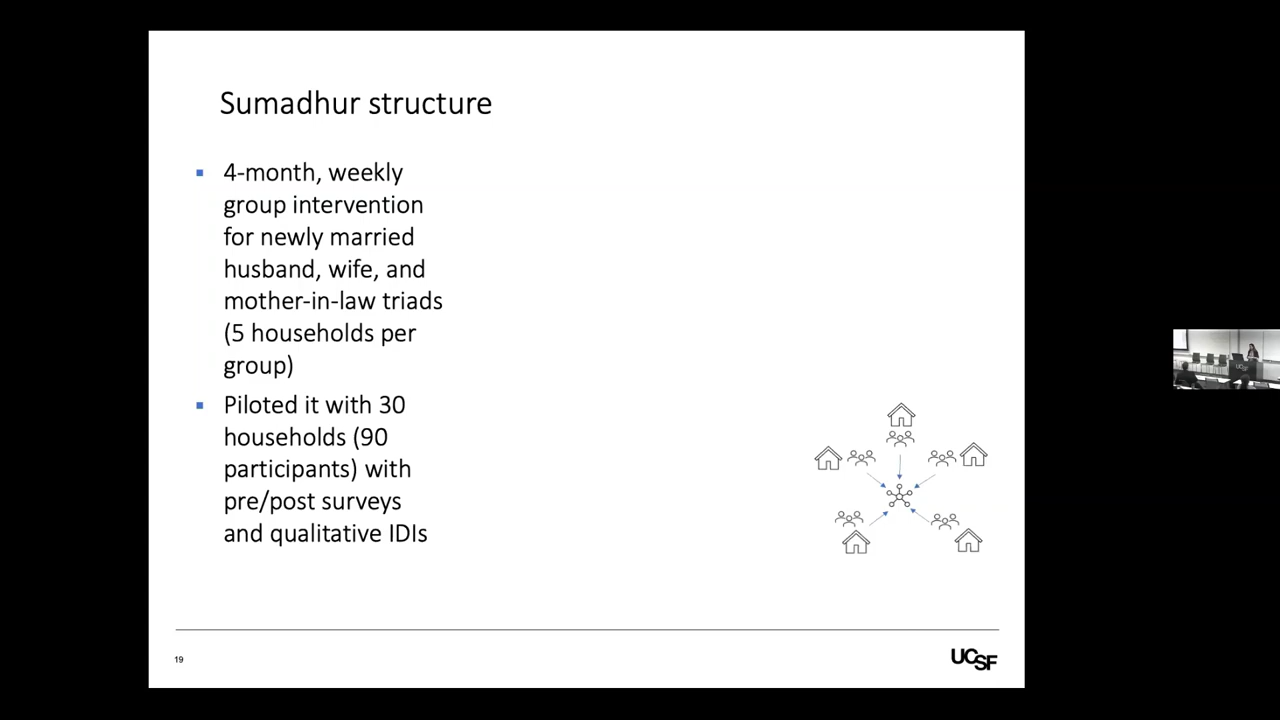 Sumadhur structure
4-month, weekly
group intervention
for newly married
husband, wife, and
mother-in-law triads
(5 households per
group)
Piloted it with 30
households (90
participants) with
pre/post surveys
and qualitative IDIs
19
UCSF
UCSF